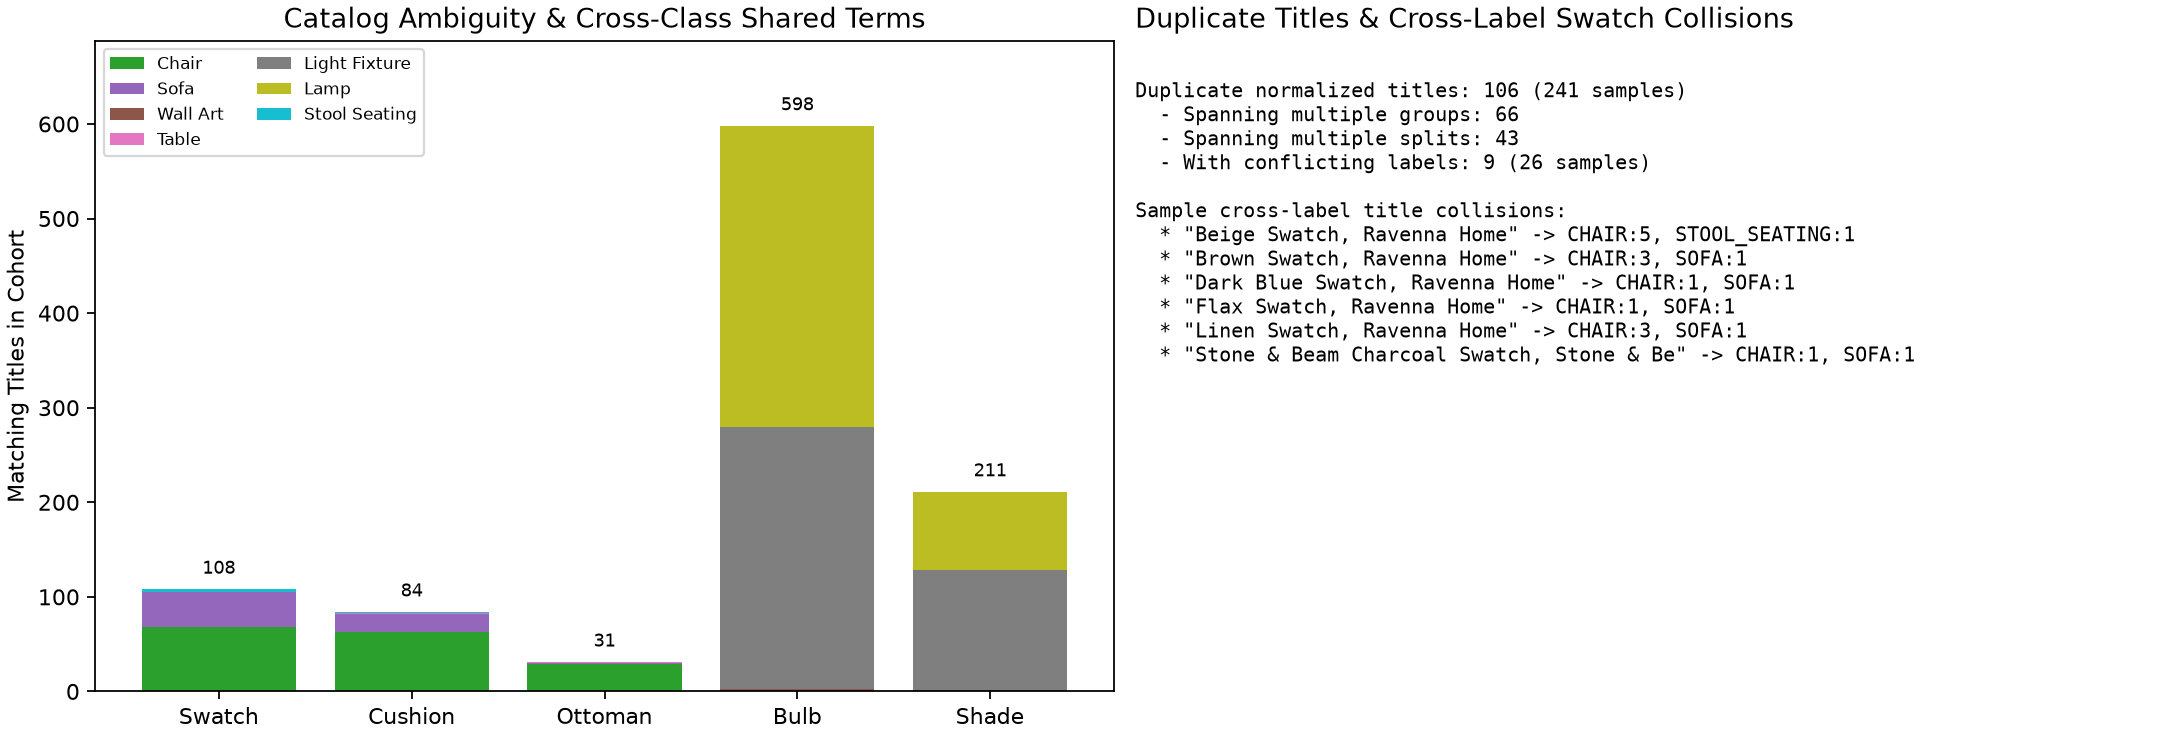 Catalog Ambiguity & Cross-Class Shared Terms
Matching Titles in Cohort
600
500
400
300
200
100
0
Chair
Sofa
Wall Art
Table
Light Fixture
Lamp
Stool Seating
108
84
31
598
211
Swatch
Cushion
Ottoman
Bulb
Shade
Duplicate Titles & Cross-Label Swatch Collisions
Duplicate normalized titles: 106 (241 samples)
- Spanning multiple groups: 66
- Spanning multiple splits: 43
- With conflicting labels: 9 (26 samples)
Sample cross-label title collisions:
* "Beige Swatch, Ravenna Home" -> CHAIR:5, STOOL_SEATING:1
* "Brown Swatch, Ravenna Home" -> CHAIR:3, SOFA:1
* "Dark Blue Swatch, Ravenna Home" -> CHAIR:1, SOFA:1
* "Flax Swatch, Ravenna Home" -> CHAIR:1, SOFA:1
* "Linen Swatch, Ravenna Home" -> CHAIR:3, SOFA:1
* "Stone & Beam Charcoal Swatch, Stone & Be" -> CHAIR:1, SOFA:1